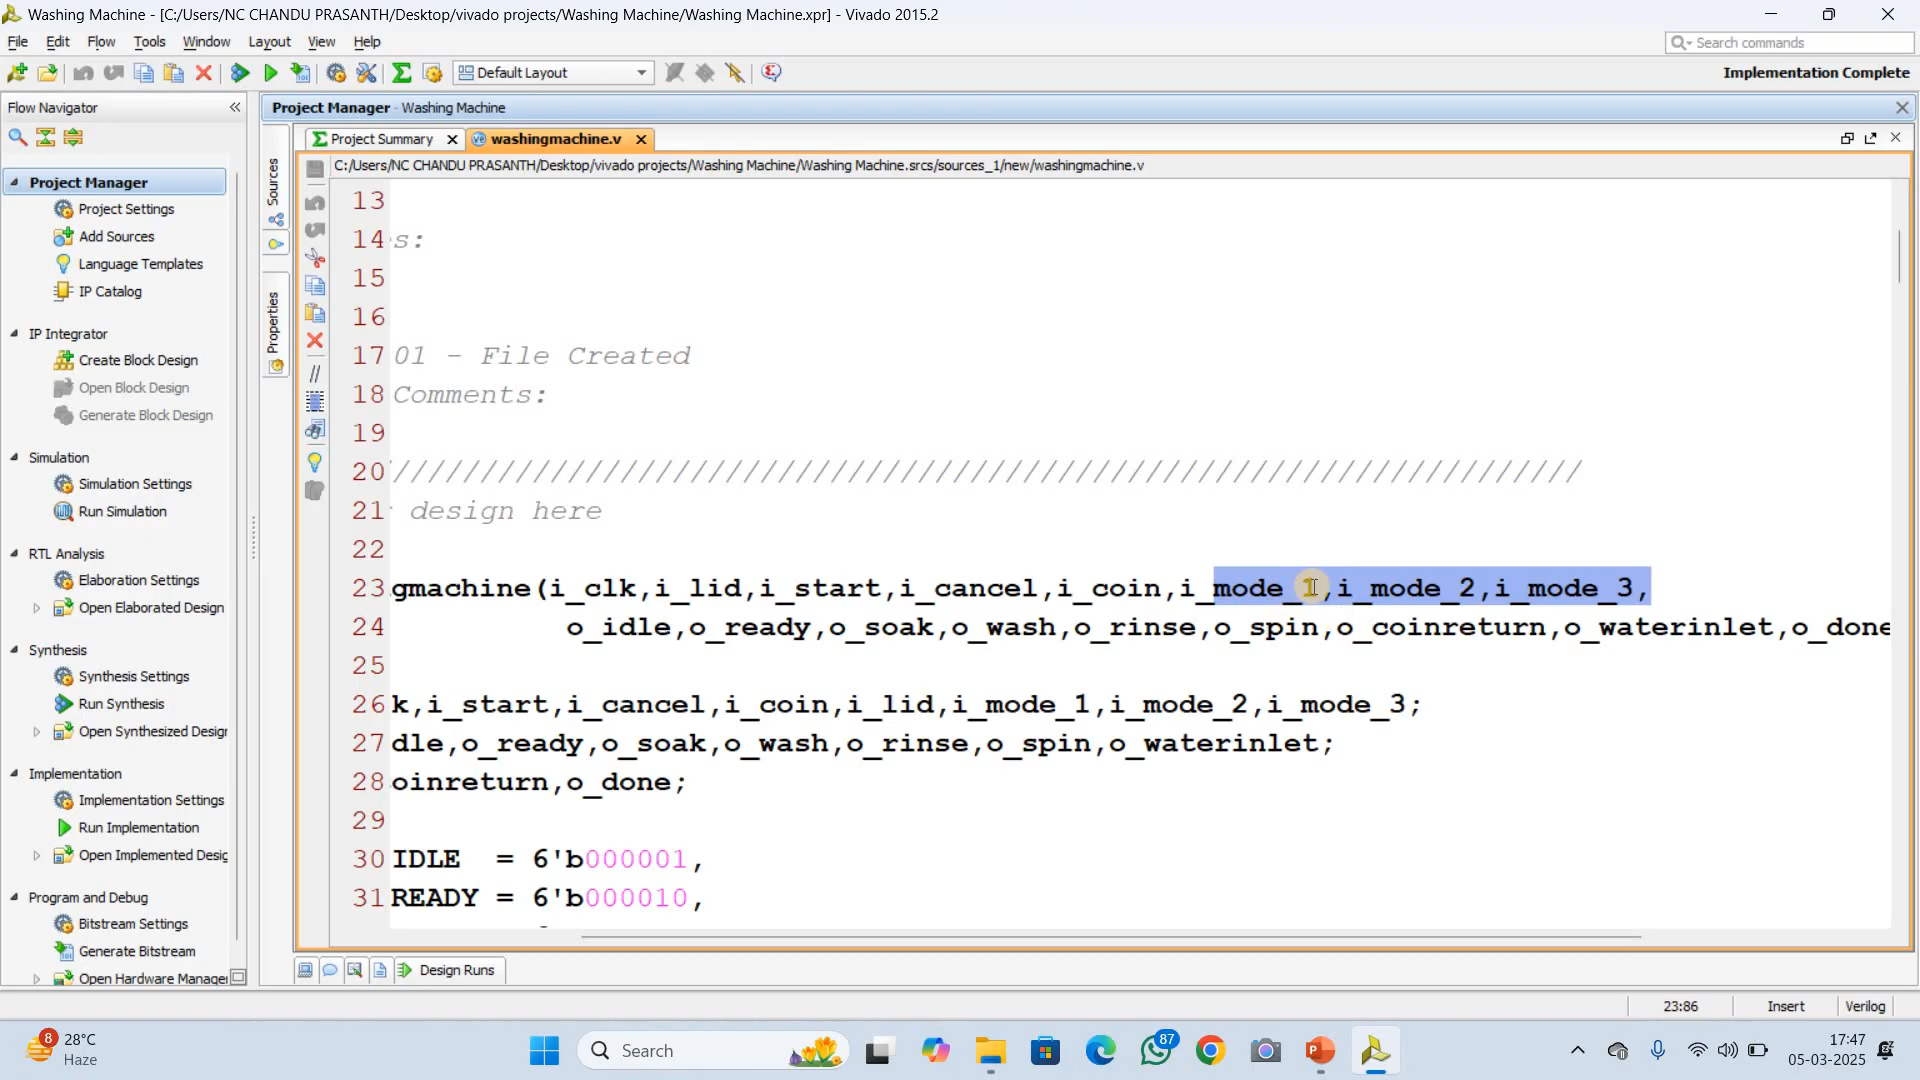 Washing Machine - [C:/Users/NC CHANDU PRASANTH/Desktop/vivado projects/Washing Machine/Washing Machine.xpr] - Vivado 2015.2
File Edit Flow Tools Window Layout View Help
Search commands
Default Layout
Implementation Complete
Flow Navigator
Project Manager - Washing Machine
Project Summary
washingmachine.v
C:/Users/NC CHANDU PRASANTH/Desktop/vivado projects/Washing Machine/Washing Machine.srcs/sources_1/new/washingmachine.v
Project Manager
Project Settings
Add Sources
Language Templates
IP Catalog
IP Integrator
Create Block Design
Open Block Design
Generate Block Design
Simulation
Simulation Settings
Run Simulation
RTL Analysis
Elaboration Settings
Open Elaborated Design
Synthesis
Synthesis Settings
Run Synthesis
Open Synthesized Design
Implementation
Implementation Settings
Run Implementation
Open Implemented Desig
Program and Debug
Bitstream Settings
Generate Bitstream
Open Hardware Manager
Sources
Properties
13
14 s:
15
16
17 01 - File Created
18 Comments:
19
20 ////////////////////////////////////////////////////////////////////
21 design here
22
23 gmachine(i_clk,i_lid,i_start,i_cancel,i_coin,i_mode_1,i_mode_2,i_mode_3,
24 o_idle,o_ready,o_soak,o_wash,o_rinse,o_spin,o_coinreturn,o_waterinlet,o_done
25
26 k,i_start,i_cancel,i_coin,i_lid,i_mode_1,i_mode_2,i_mode_3;
27 dle,o_ready,o_soak,o_wash,o_rinse,o_spin,o_waterinlet;
28 oinreturn,o_done;
29
30 IDLE = 6'b000001,
31 READY = 6'b000010,
Design Runs
23:86
Insert
Verilog
8
28°C
Haze
Search
87
17:47
05-03-2025